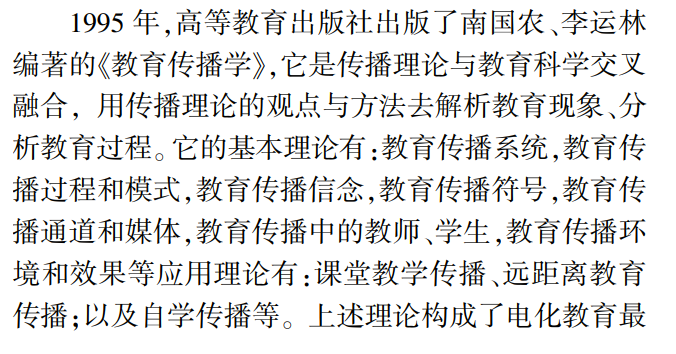 1995 年,高等教育出版社出版了南国农、李运林
编著的《教育传播学》,它是传播理论与教育科学交叉
融合, 用传播理论的观点与方法去解析教育现象、分
析教育过程。它的基本理论有:教育传播系统,教育传
播过程和模式,教育传播信念,教育传播符号,教育传
播通道和媒体,教育传播中的教师、学生,教育传播环
境和效果等应用理论有:课堂教学传播、远距离教育
传播;以及自学传播等。上述理论构成了电化教育最